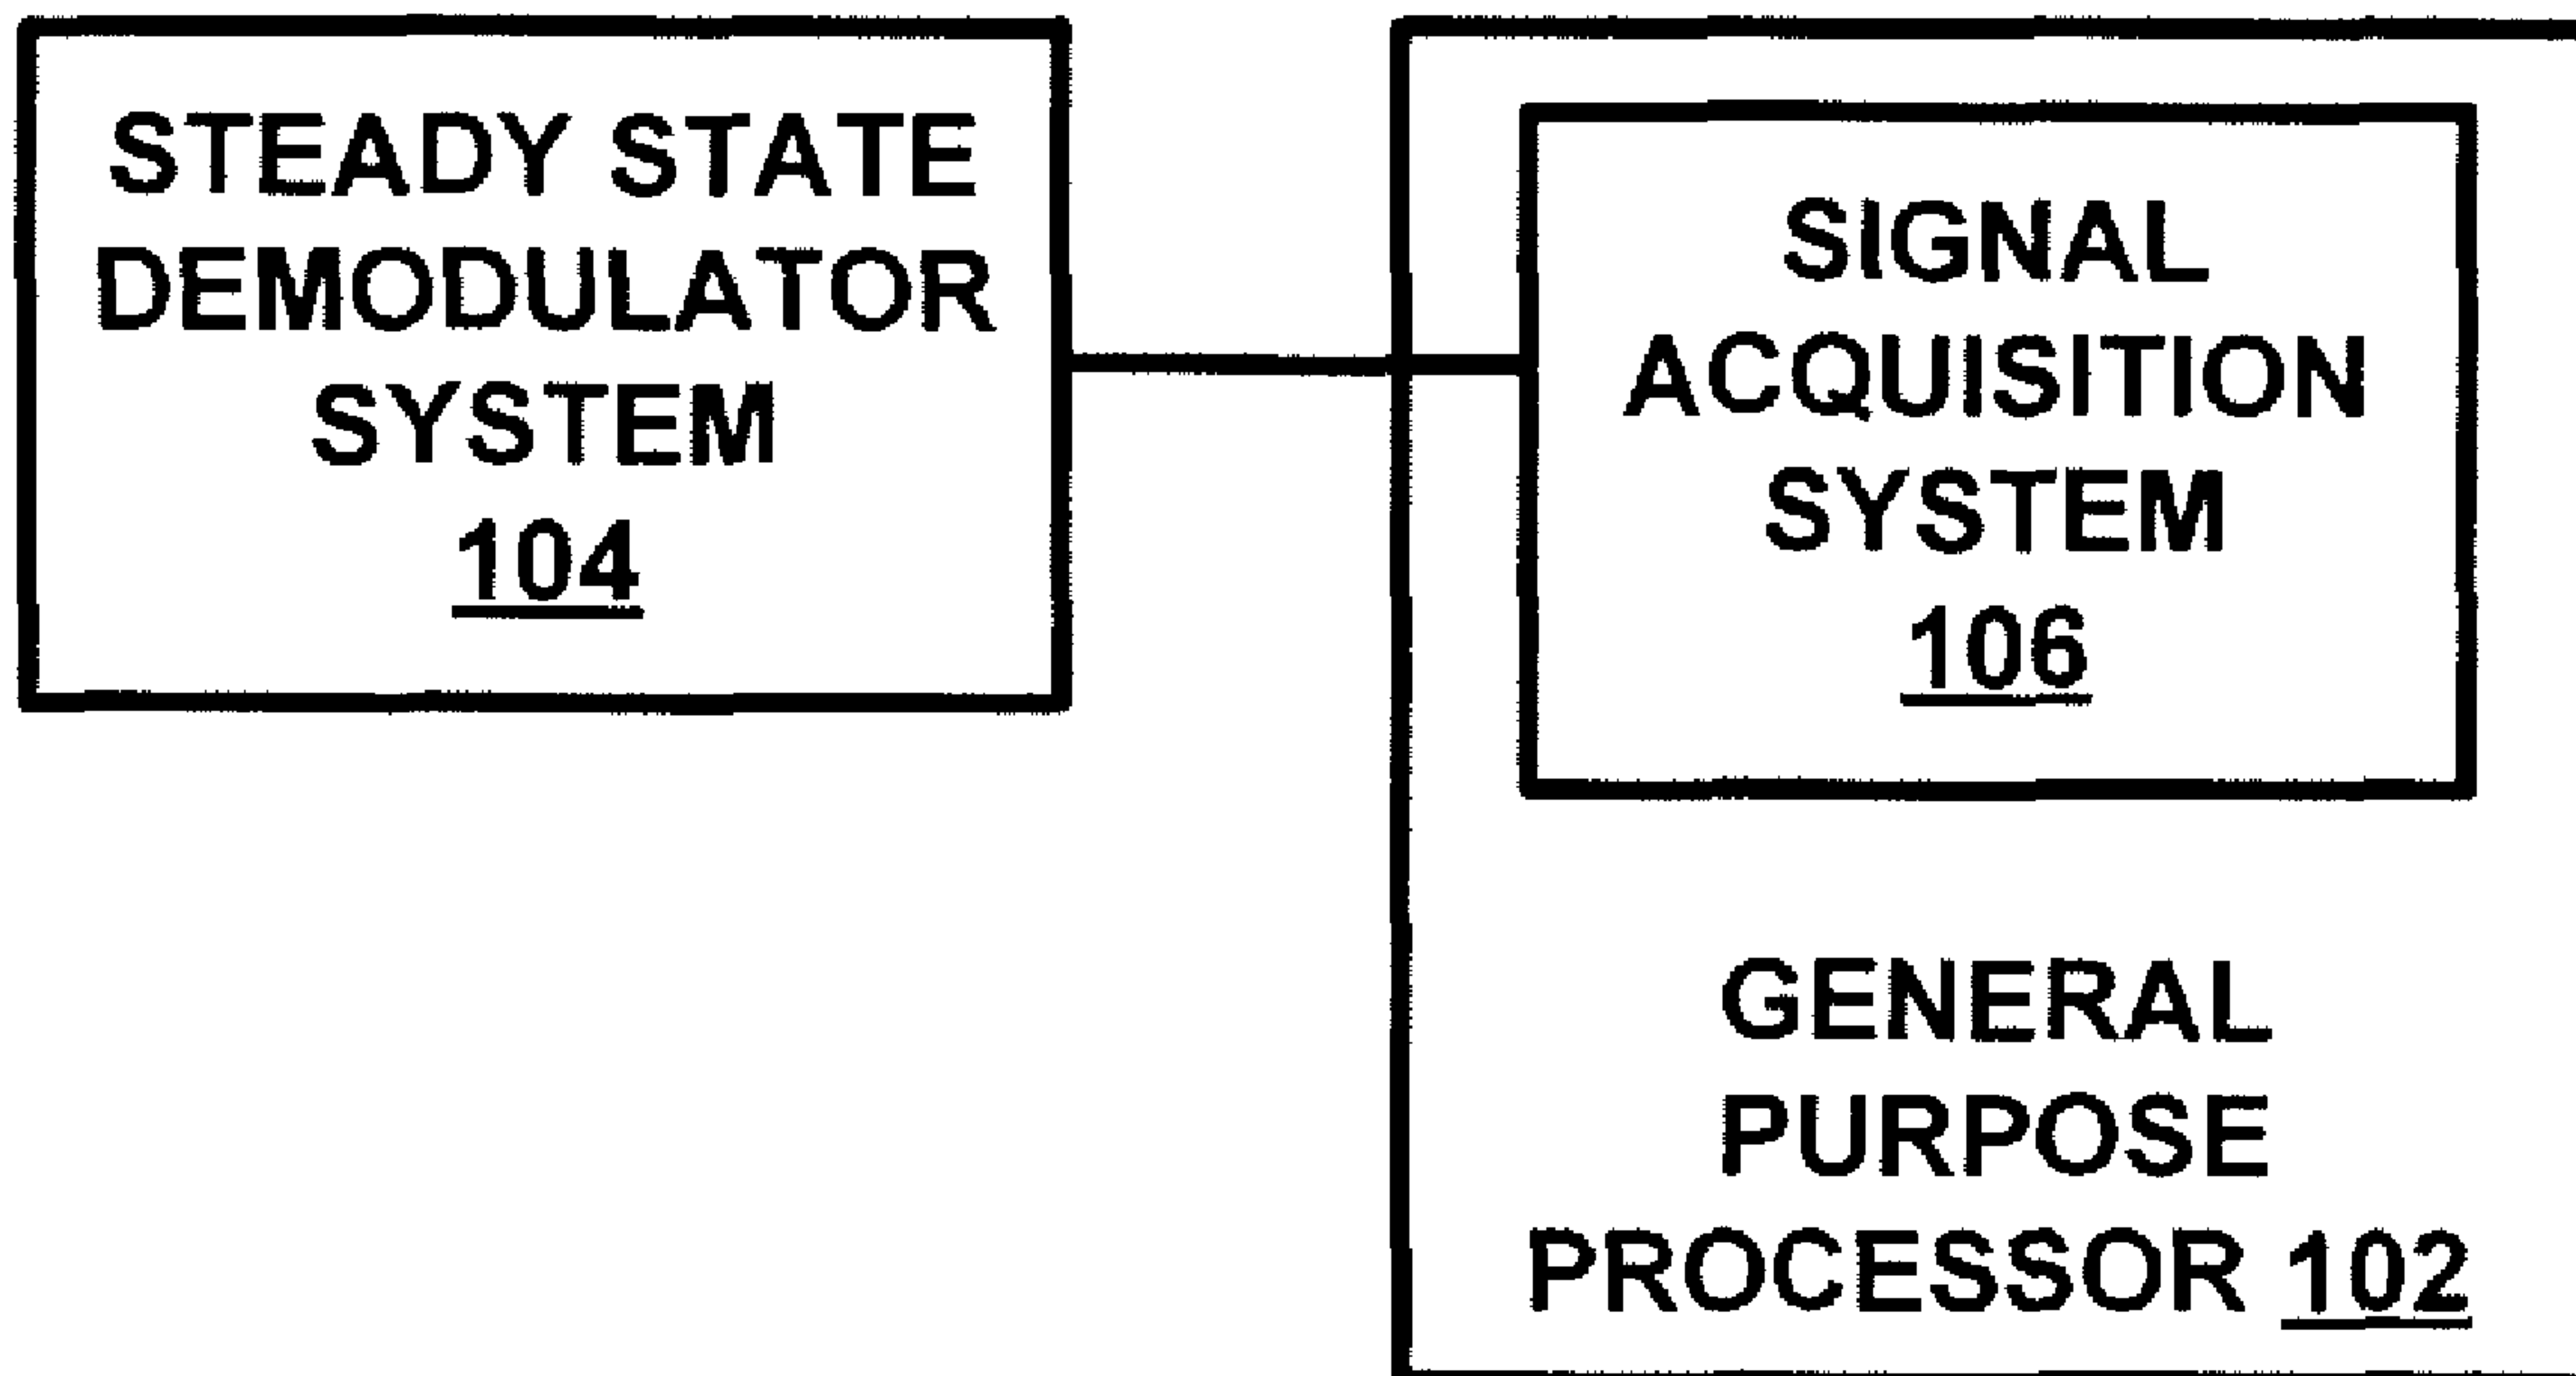 STEADY STATE
DEMODULATOR
SYSTEM
104
SIGNAL
ACQUISITION
SYSTEM
106
GENERAL
PURPOSE
PROCESSOR 102